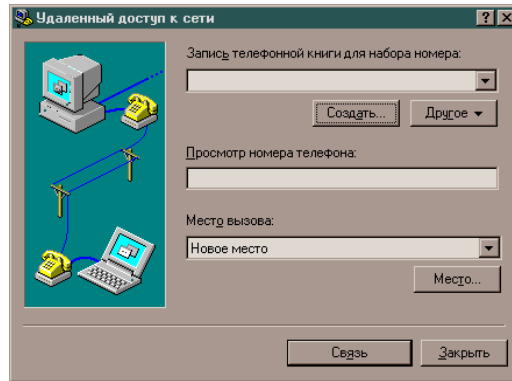 Удаленный доступ к сети
Запись телефонной книги для набора номера:
Создать...
Другое
Просмотр номера телефона:
Место вызова:
Новое место
Место...
Связь
Закрыть